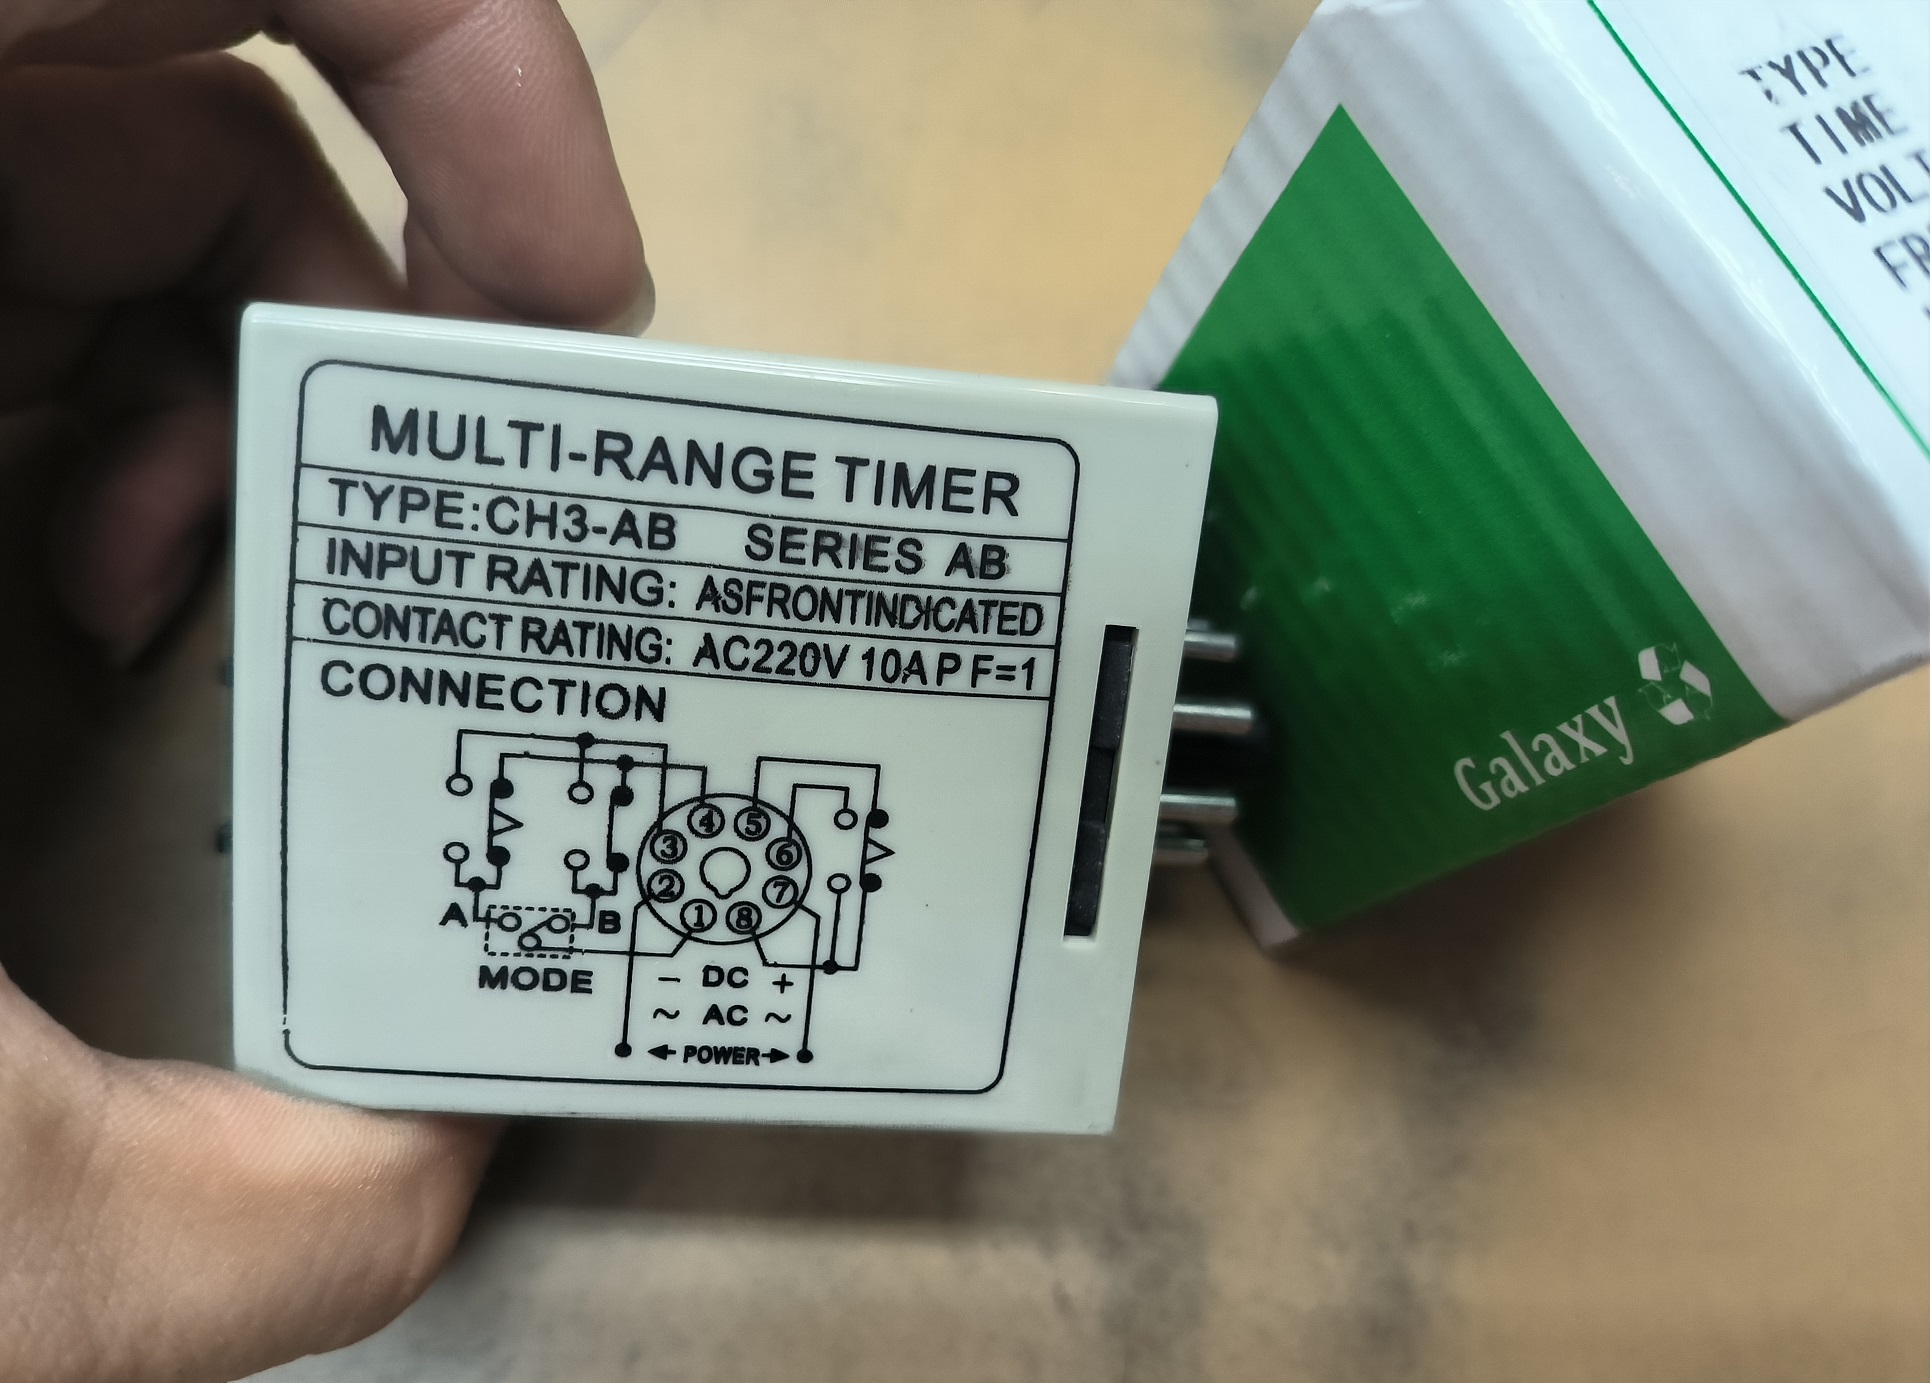 MULTI-RANGE TIMER
TYPE:CH3-AB SERIES AB
INPUT RATING: ASFRONTINDICATED
CONTACT RATING: AC220V 10A P F=1
CONNECTION
4 5
3 6
2 7
1 8
A B
MODE
− DC +
~ AC ~
POWER
Galaxy
TYPE
TIME
VOLT